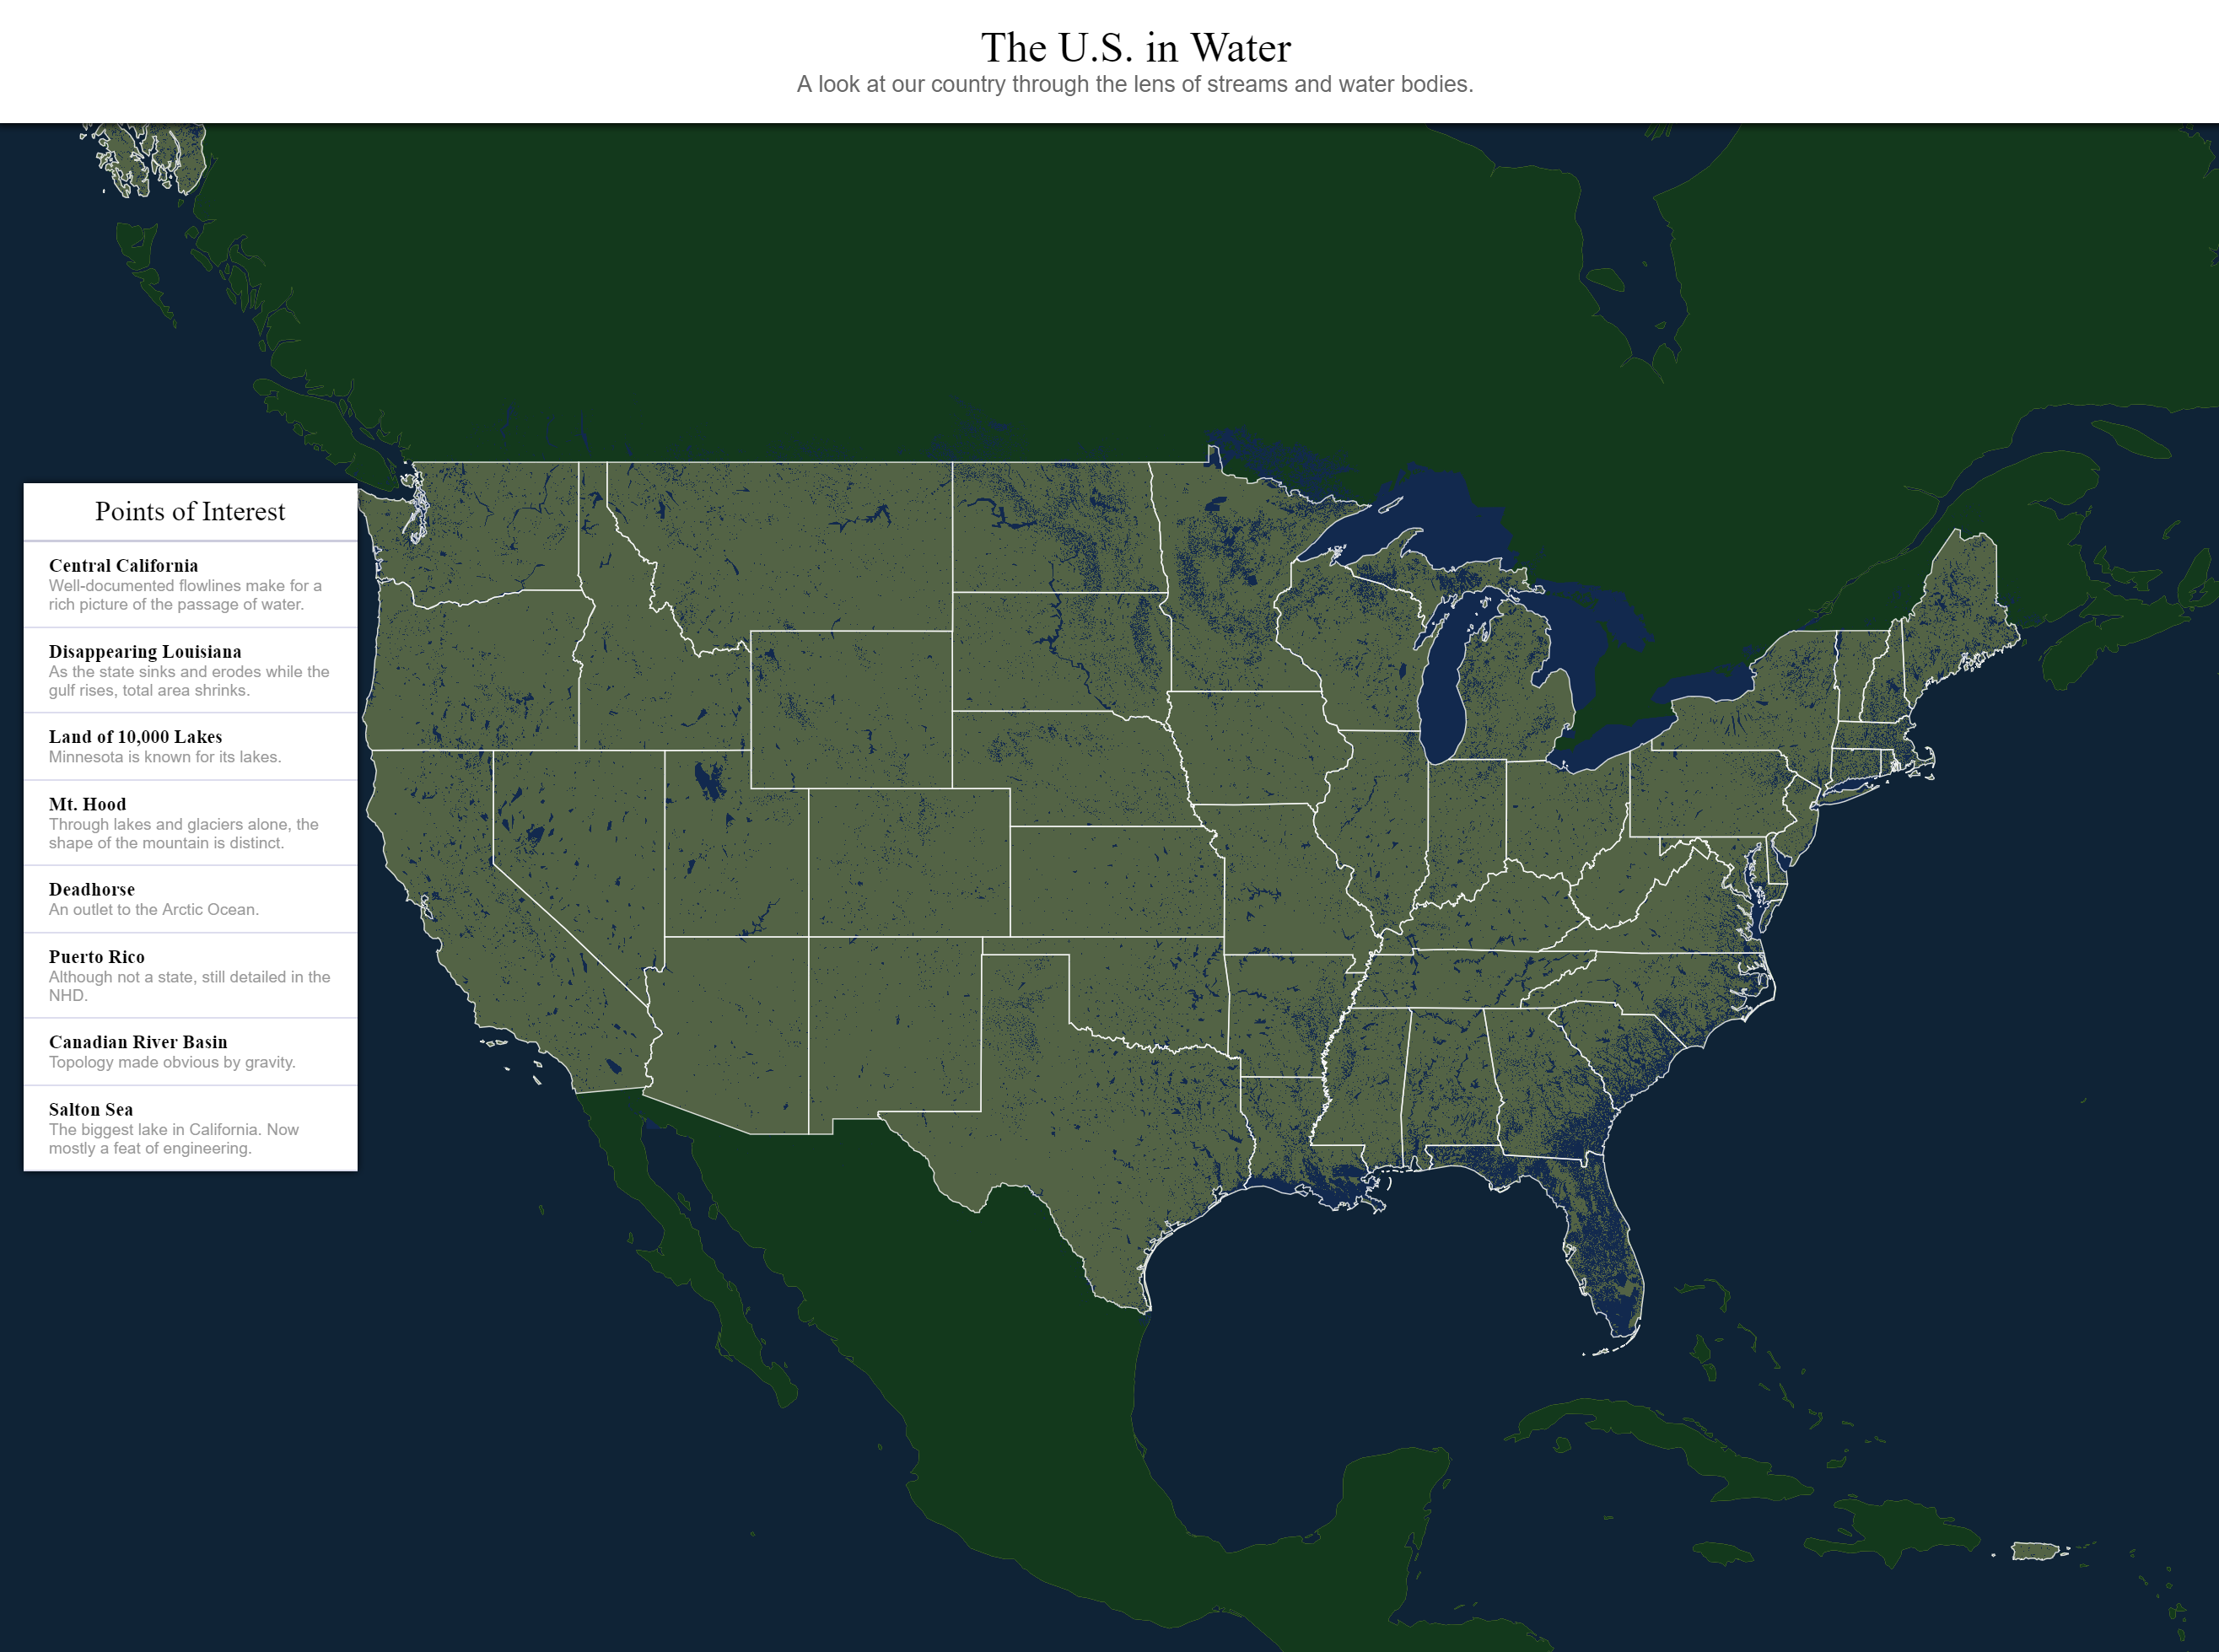 The U.S. in Water
A look at our country through the lens of streams and water bodies.
Points of Interest
Central California
Well-documented flowlines make for a
rich picture of the passage of water.
Disappearing Louisiana
As the state sinks and erodes while the
gulf rises, total area shrinks.
Land of 10,000 Lakes
Minnesota is known for its lakes.
Mt. Hood
Through lakes and glaciers alone, the
shape of the mountain is distinct.
Deadhorse
An outlet to the Arctic Ocean.
Puerto Rico
Although not a state, still detailed in the
NHD.
Canadian River Basin
Topology made obvious by gravity.
Salton Sea
The biggest lake in California. Now
mostly a feat of engineering.